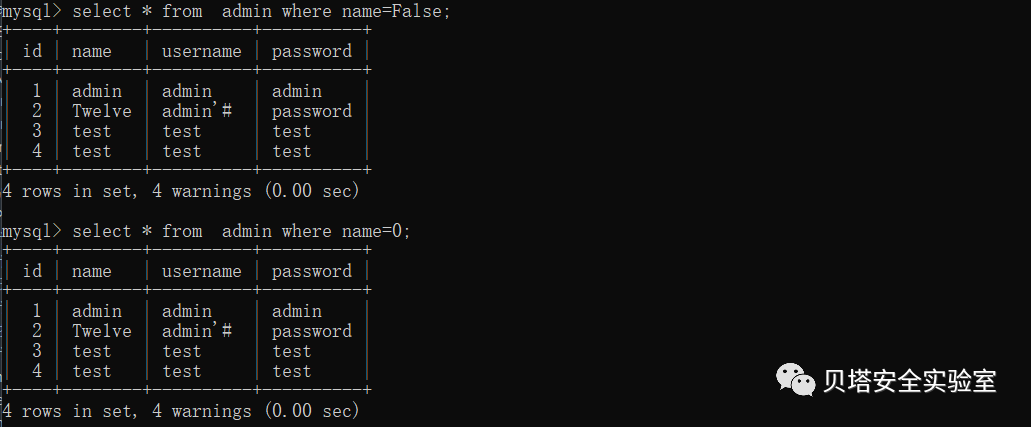 mysql> select * from  admin where name=False;
+----+--------+----------+----------+
| id | name   | username | password |
+----+--------+----------+----------+
|  1 | admin  | admin    | admin    |
|  2 | Twelve | admin'#  | password |
|  3 | test   | test     | test     |
|  4 | test   | test     | test     |
+----+--------+----------+----------+
4 rows in set, 4 warnings (0.00 sec)
mysql> select * from  admin where name=0;
+----+--------+----------+----------+
| id | name   | username | password |
+----+--------+----------+----------+
|  1 | admin  | admin    | admin    |
|  2 | Twelve | admin'#  | password |
|  3 | test   | test     | test     |
|  4 | test   | test     | test     |
+----+--------+----------+----------+
4 rows in set, 4 warnings (0.00 sec)
贝塔安全实验室